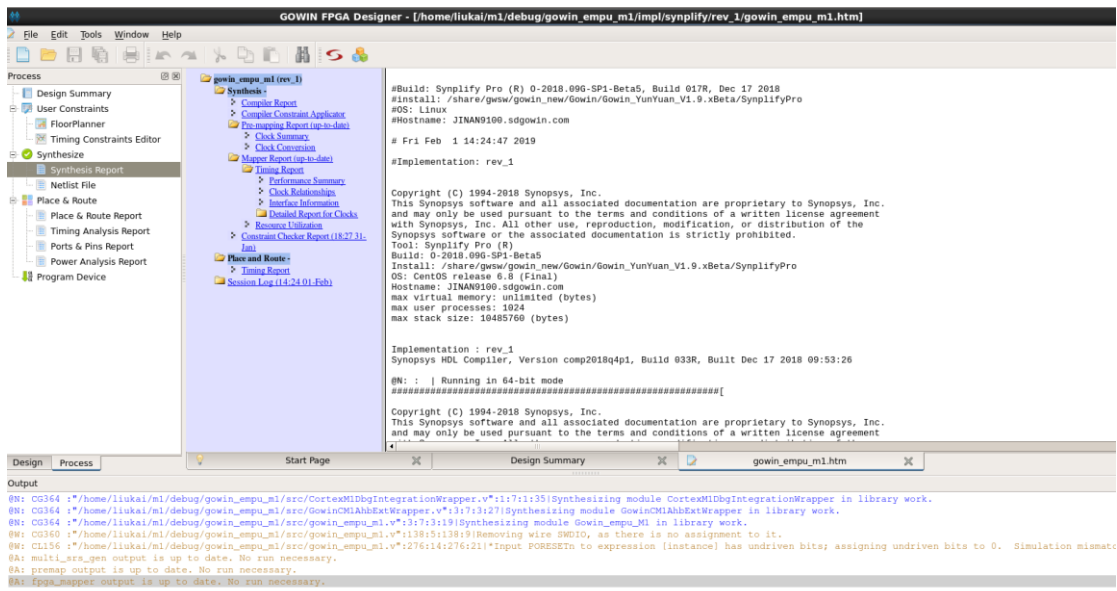 GOWIN FPGA Designer - [/home/liukai/m1/debug/gowin_empu_m1/impl/synplify/rev_1/gowin_empu_m1.htm]
File Edit Tools Window Help
Process
Design Summary
User Constraints
FloorPlanner
Timing Constraints Editor
Synthesize
Synthesis Report
Netlist File
Place & Route
Place & Route Report
Timing Analysis Report
Ports & Pins Report
Power Analysis Report
Program Device
Design Process
gowin_empu_m1 (rev_1)
Synthesis -
Compiler Report
Compiler Constraint Applicator
Pre-mapping Report (up-to-date)
Clock Summary
Clock Conversion
Mapper Report (up-to-date)
Timing Report
Performance Summary
Clock Relationships
Interface Information
Detailed Report for Clocks
Resource Utilization
Constraint Checker Report (18:27 31-
Jan)
Place and Route -
Timing Report
Session Log (14:24 01-Feb)
#Build: Synplify Pro (R) O-2018.09G-SP1-Beta5, Build 017R, Dec 17 2018
#install: /share/gwsw/gowin_new/Gowin/Gowin_YunYuan_V1.9.xBeta/SynplifyPro
#OS: Linux
#Hostname: JINAN9100.sdgowin.com
# Fri Feb  1 14:24:47 2019
#Implementation: rev_1
Copyright (C) 1994-2018 Synopsys, Inc.
This Synopsys software and all associated documentation are proprietary to Synopsys, Inc.
and may only be used pursuant to the terms and conditions of a written license agreement
with Synopsys, Inc. All other use, reproduction, modification, or distribution of the
Synopsys software or the associated documentation is strictly prohibited.
Tool: Synplify Pro (R)
Build: O-2018.09G-SP1-Beta5
Install: /share/gwsw/gowin_new/Gowin/Gowin_YunYuan_V1.9.xBeta/SynplifyPro
OS: CentOS release 6.8 (Final)
Hostname: JINAN9100.sdgowin.com
max virtual memory: unlimited (bytes)
max user processes: 1024
max stack size: 10485760 (bytes)
Implementation : rev_1
Synopsys HDL Compiler, Version comp2018q4p1, Build 033R, Built Dec 17 2018 09:53:26
@N: :  | Running in 64-bit mode
###########################################################[
Copyright (C) 1994-2018 Synopsys, Inc.
This Synopsys software and all associated documentation are proprietary to Synopsys, Inc.
and may only be used pursuant to the terms and conditions of a written license agreement
Start Page Design Summary gowin_empu_m1.htm
Output
@N: CG364 :"/home/liukai/m1/debug/gowin_empu_m1/src/CortexM1DbgIntegrationWrapper.v":1:7:1:35|Synthesizing module CortexM1DbgIntegrationWrapper in library work.
@N: CG364 :"/home/liukai/m1/debug/gowin_empu_m1/src/GowinCM1AhbExtWrapper.v":3:7:3:27|Synthesizing module GowinCM1AhbExtWrapper in library work.
@N: CG364 :"/home/liukai/m1/debug/gowin_empu_m1/src/gowin_empu_m1.v":3:7:3:19|Synthesizing module Gowin_empu_M1 in library work.
@W: CG360 :"/home/liukai/m1/debug/gowin_empu_m1/src/gowin_empu_m1.v":138:5:138:9|Removing wire SWDIO, as there is no assignment to it.
@W: CL156 :"/home/liukai/m1/debug/gowin_empu_m1/src/gowin_empu_m1.v":276:14:276:21|*Input PORESETn to expression [instance] has undriven bits; assigning undriven bits to 0.  Simulation mismatc
@A: multi_srs_gen output is up to date. No run necessary.
@A: premap output is up to date. No run necessary.
@A: fpga_mapper output is up to date. No run necessary.